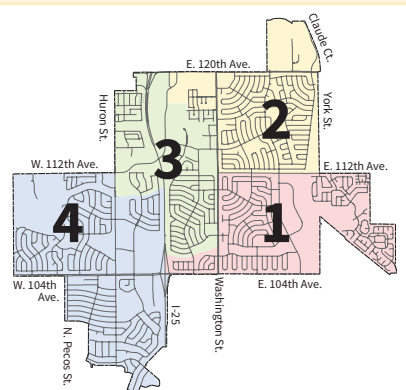 Claude Ct.
E. 120th Ave.
Huron St.
York St.
2
3
W. 112th Ave.
E. 112th Ave.
4
1
W. 104th
Ave.
E. 104th Ave.
I-25
Washington St.
N. Pecos St.